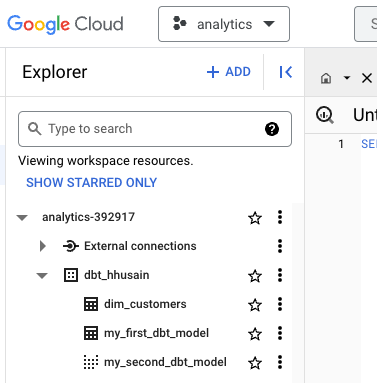 Google Cloud
analytics
S
Explorer
+ ADD
Type to search
Viewing workspace resources.
SHOW STARRED ONLY
Unt
1 SE
analytics-392917
External connections
dbt_hhusain
dim_customers
my_first_dbt_model
my_second_dbt_model